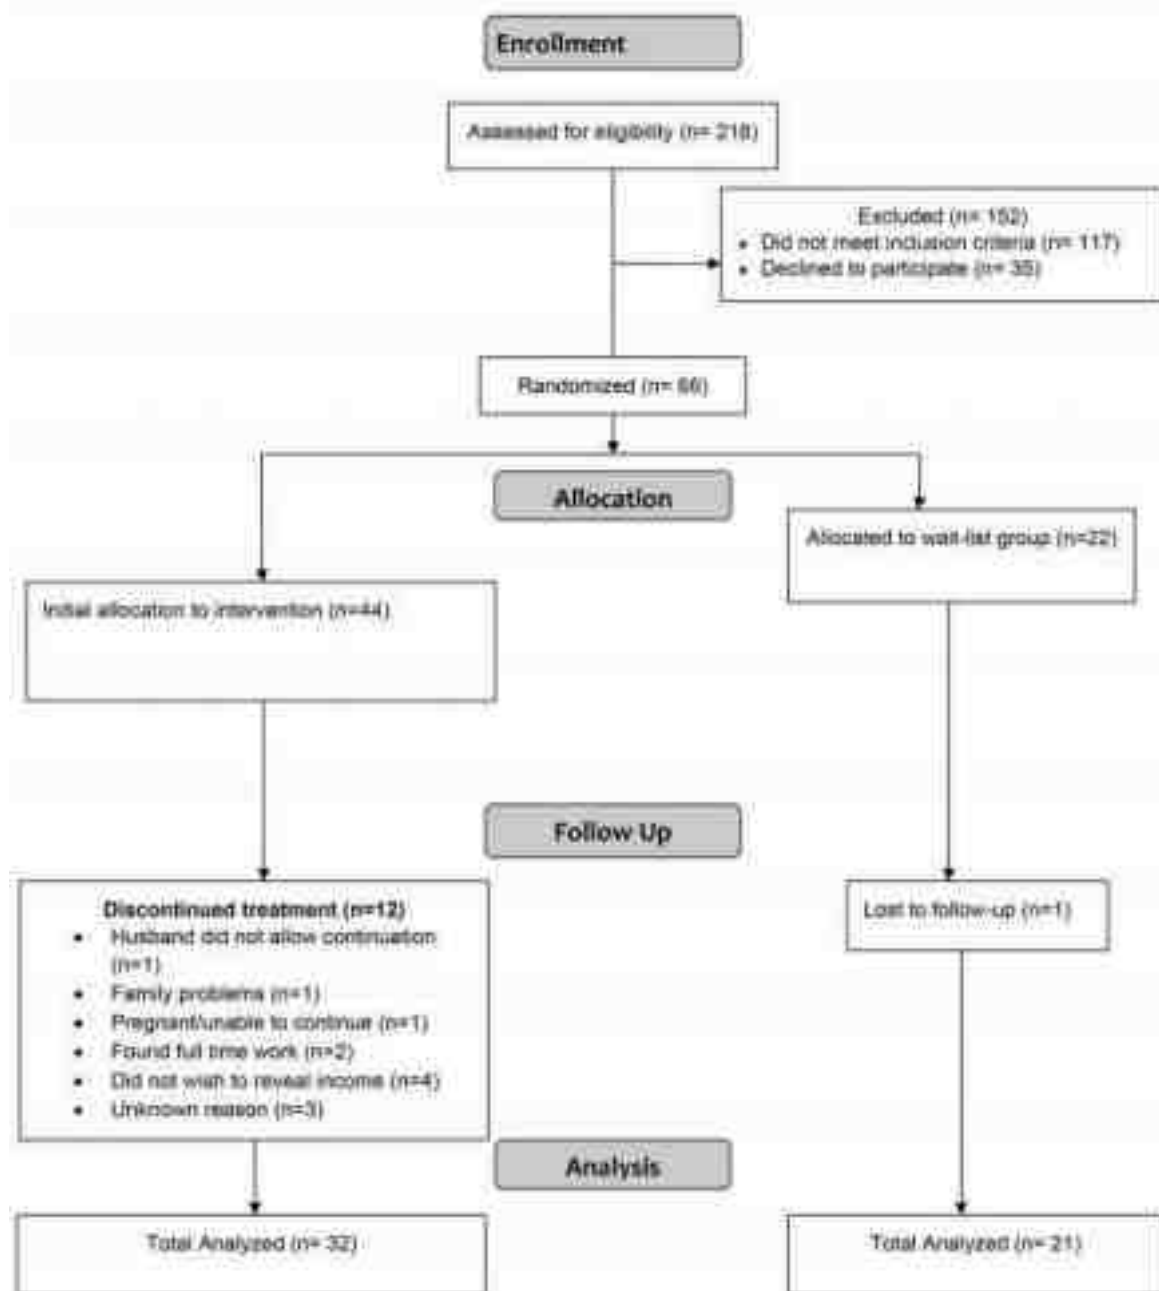 Enrollment
Assessed for eligibility (n= 218)
Excluded (n= 152)
• Did not meet inclusion criteria (n= 117)
• Declined to participate (n= 35)
Randomized (n= 66)
Allocation
Allocated to wait-list group (n=22)
Initial allocation to intervention (n=44)
Follow Up
Discontinued treatment (n=12)
• Husband did not allow continuation
(n=1)
• Family problems (n=1)
• Pregnant/unable to continue (n=1)
• Found full time work (n=2)
• Did not wish to reveal income (n=4)
• Unknown reason (n=3)
Lost to follow-up (n=1)
Analysis
Total Analyzed (n= 32)
Total Analyzed (n= 21)